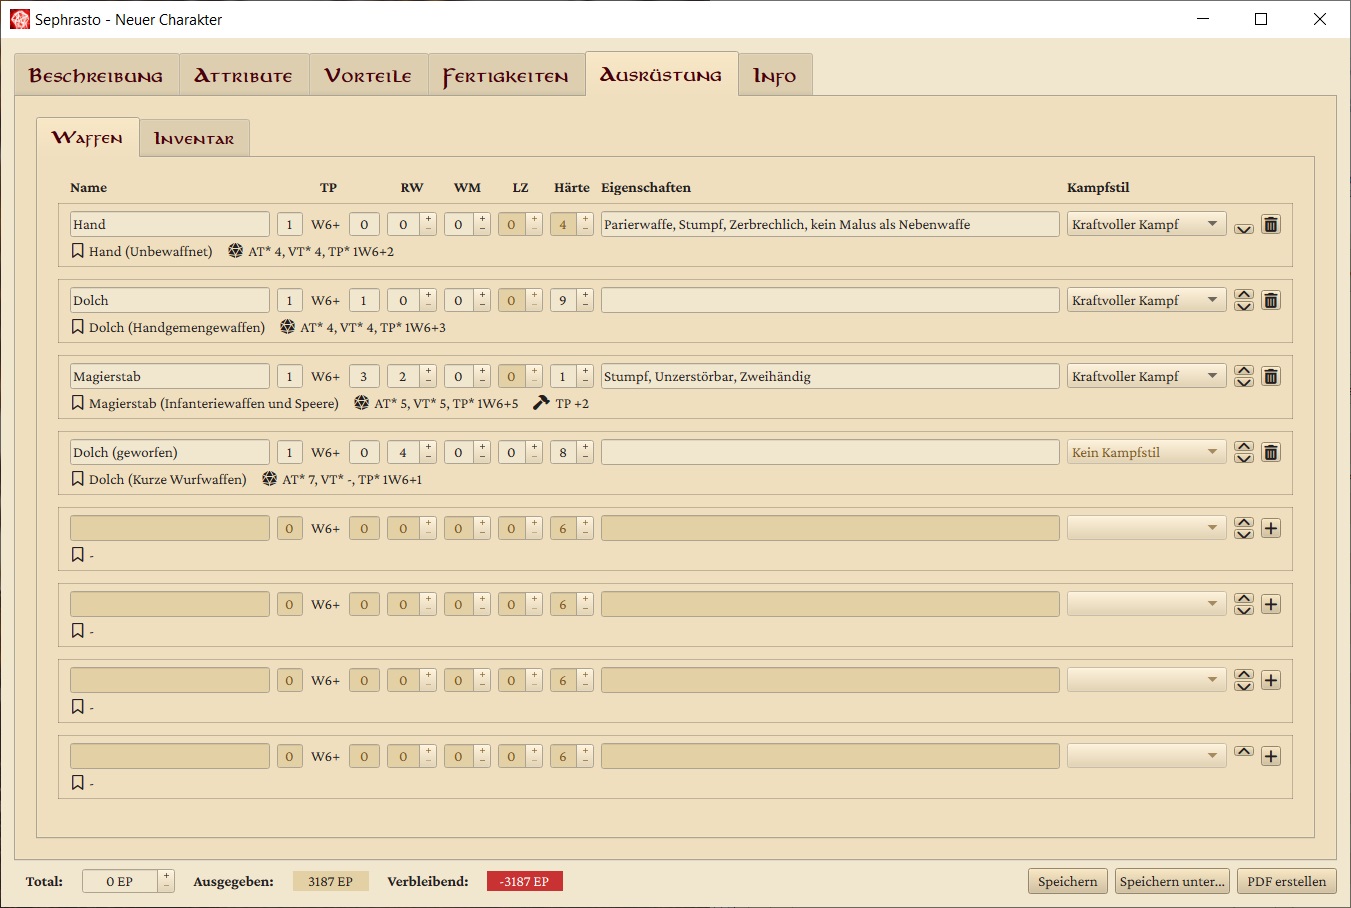 Sephrasto - Neuer Charakter
Beschreibung Attribute Vorteile Fertigkeiten Ausrüstung Info
Waffen Inventar
Name TP RW WM LZ Härte Eigenschaften Kampfstil
Hand 1 W6+ 0 0 0 0 4 Parierwaffe, Stumpf, Zerbrechlich, kein Malus als Nebenwaffe Kraftvoller Kampf
Hand (Unbewaffnet) AT* 4, VT* 4, TP* 1W6+2
Dolch 1 W6+ 1 0 0 0 9 Kraftvoller Kampf
Dolch (Handgemengewaffen) AT* 4, VT* 4, TP* 1W6+3
Magierstab 1 W6+ 3 2 0 0 1 Stumpf, Unzerstörbar, Zweihändig Kraftvoller Kampf
Magierstab (Infanteriewaffen und Speere) AT* 5, VT* 5, TP* 1W6+5 TP +2
Dolch (geworfen) 1 W6+ 0 4 0 0 8 Kein Kampfstil
Dolch (Kurze Wurfwaffen) AT* 7, VT* -, TP* 1W6+1
0 W6+ 0 0 0 0 6
-
0 W6+ 0 0 0 0 6
-
0 W6+ 0 0 0 0 6
-
0 W6+ 0 0 0 0 6
-
Total: 0 EP Ausgegeben: 3187 EP Verbleibend: -3187 EP Speichern Speichern unter... PDF erstellen